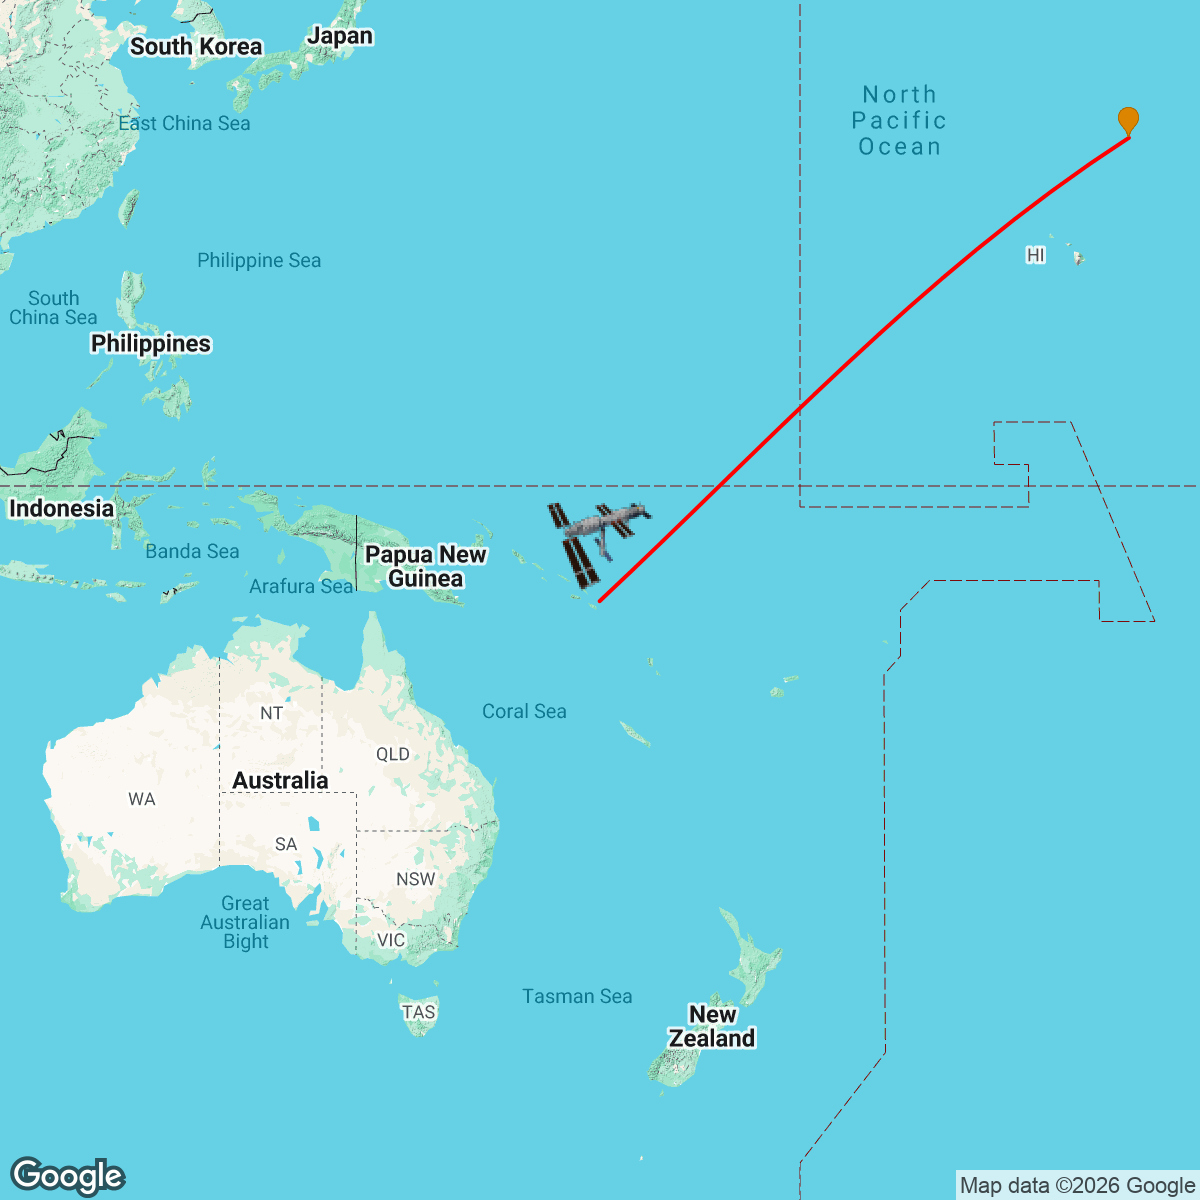 South Korea
Japan
East China Sea
North
Pacific
Ocean
Philippine Sea
HI
South
China Sea
Philippines
Indonesia
Banda Sea
Papua New
Guinea
Arafura Sea
Coral Sea
NT
QLD
Australia
WA
SA
NSW
Great
Australian
Bight
VIC
TAS
Tasman Sea
New
Zealand
Google
Map data ©2026 Google